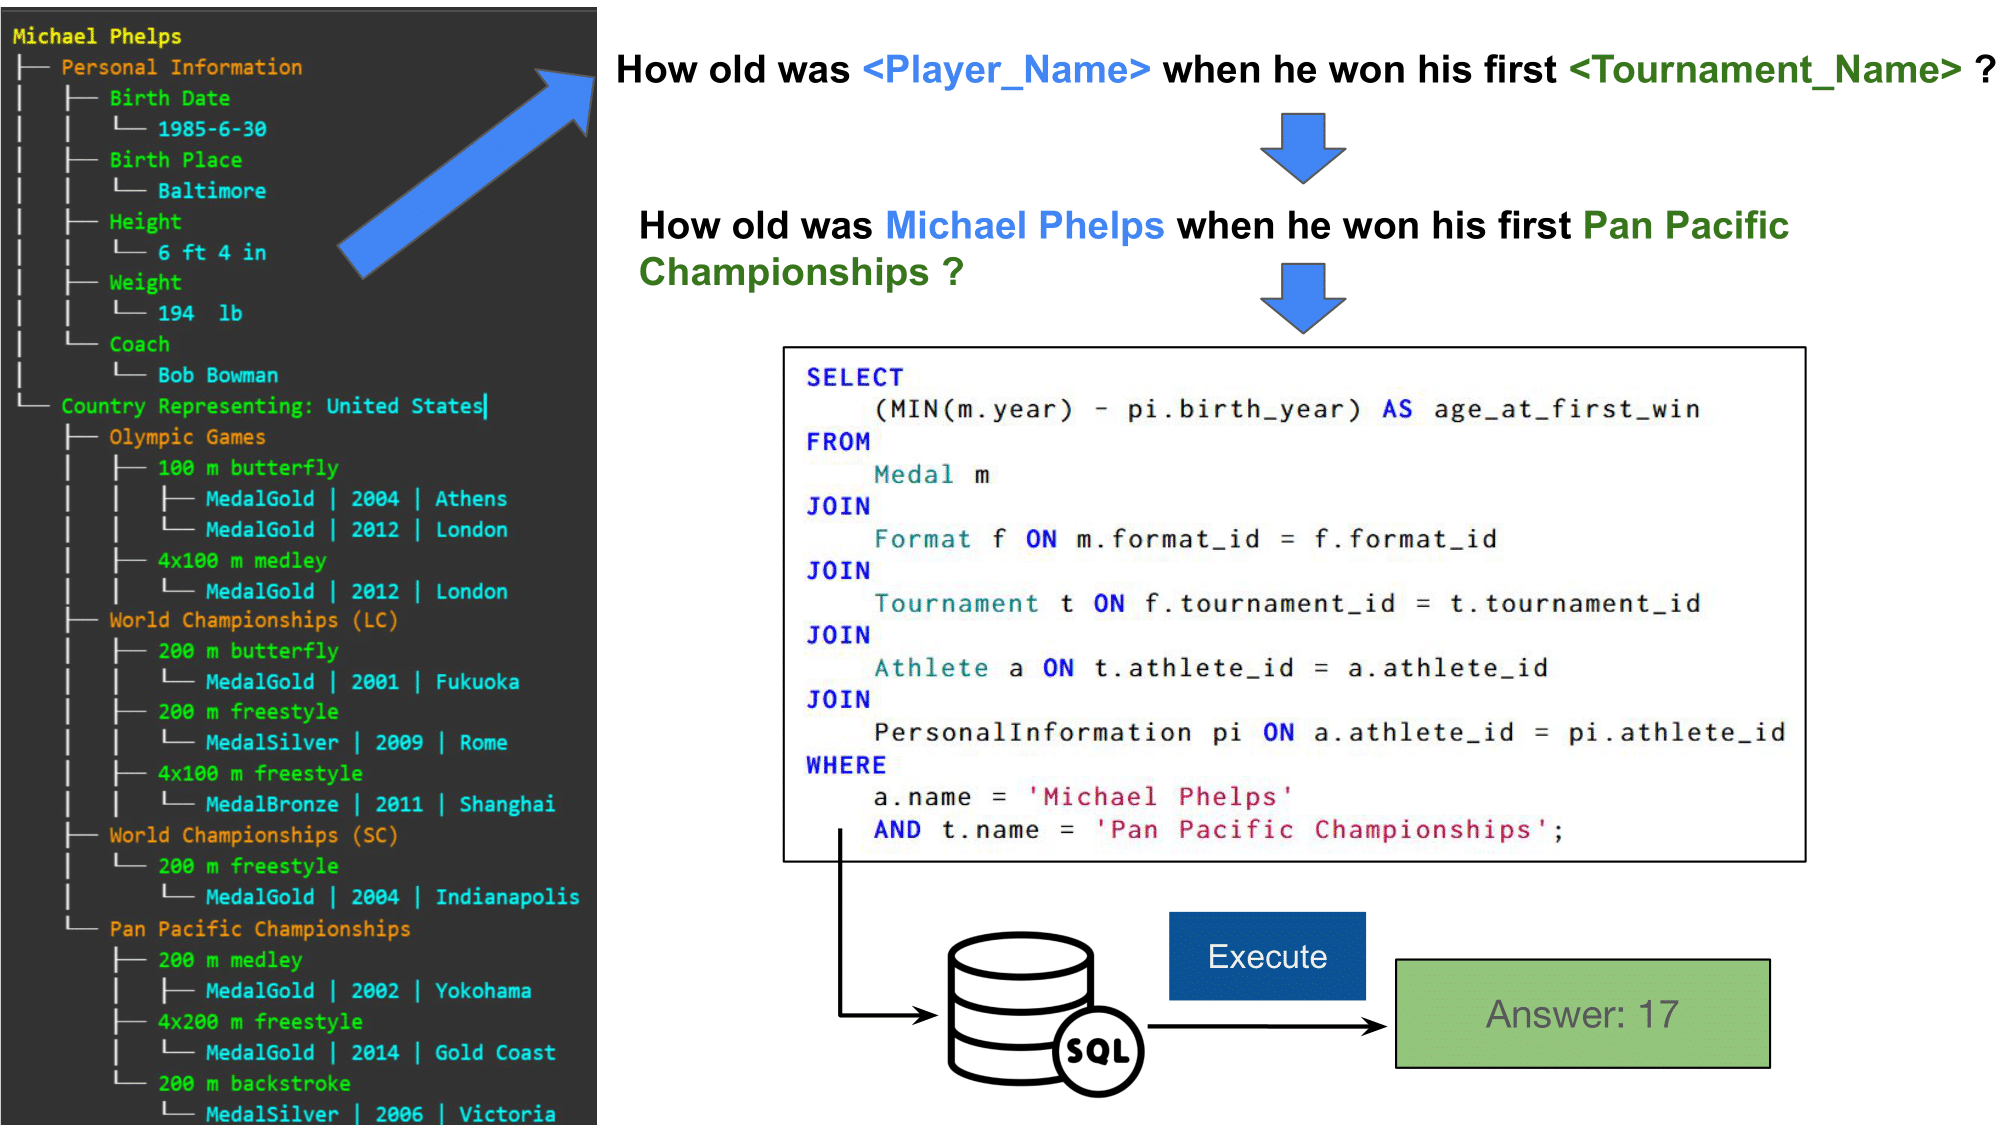 Michael Phelps
Personal Information
Birth Date
1985-6-30
Birth Place
Baltimore
Height
6 ft 4 in
Weight
194 lb
Coach
Bob Bowman
Country Representing: United States
Olympic Games
100 m butterfly
MedalGold | 2004 | Athens
MedalGold | 2012 | London
4x100 m medley
MedalGold | 2012 | London
World Championships (LC)
200 m butterfly
MedalGold | 2001 | Fukuoka
200 m freestyle
MedalSilver | 2009 | Rome
4x100 m freestyle
MedalBronze | 2011 | Shanghai
World Championships (SC)
200 m freestyle
MedalGold | 2004 | Indianapolis
Pan Pacific Championships
200 m medley
MedalGold | 2002 | Yokohama
4x200 m freestyle
MedalGold | 2014 | Gold Coast
200 m backstroke
MedalSilver | 2006 | Victoria
How old was <Player_Name> when he won his first <Tournament_Name> ?
How old was Michael Phelps when he won his first Pan Pacific
Championships ?
SELECT
(MIN(m.year) - pi.birth_year) AS age_at_first_win
FROM
Medal m
JOIN
Format f ON m.format_id = f.format_id
JOIN
Tournament t ON f.tournament_id = t.tournament_id
JOIN
Athlete a ON t.athlete_id = a.athlete_id
JOIN
PersonalInformation pi ON a.athlete_id = pi.athlete_id
WHERE
a.name = 'Michael Phelps'
AND t.name = 'Pan Pacific Championships';
SQL
Execute
Answer: 17